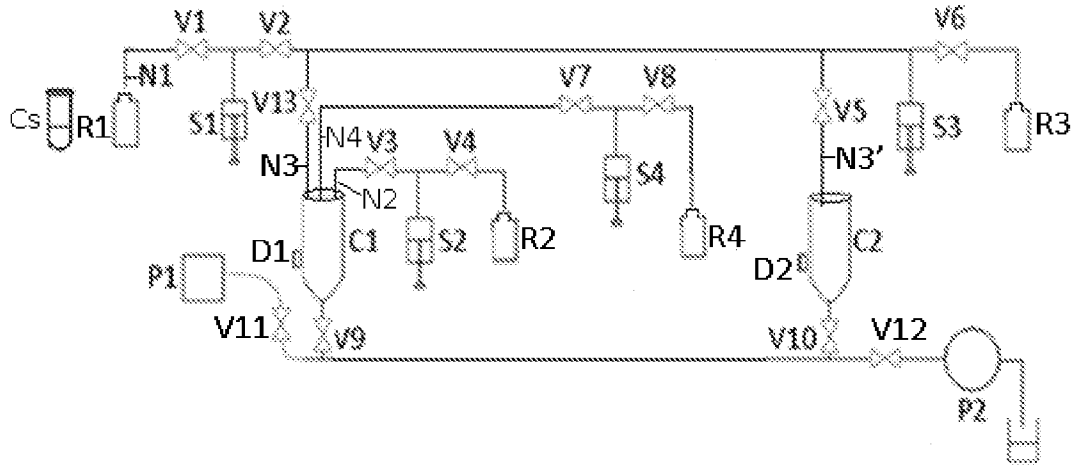 V1 V2 V6
N1 V7 V8
Cs R1 S1 V13 N4 V5 S3 R3
V3 V4 N3 N3' S4
N2
D1 C1 S2 R2 R4 D2 C2
P1
V11 V9 V10 V12
P2